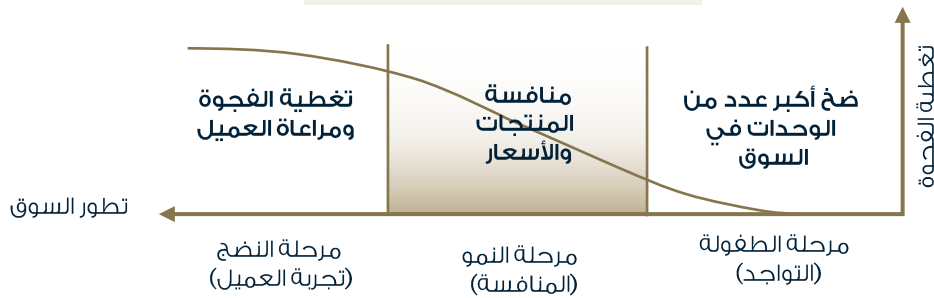 تغطية الفجوة
ضخ أكبر عدد من
الوحدات في
السوق
منافسة
المنتجات
والأسعار
تغطية الفجوة
ومراعاة العميل
تطور السوق
مرحلة الطفولة
(التواجد)
مرحلة النمو
(المنافسة)
مرحلة النضج
(تجربة العميل)